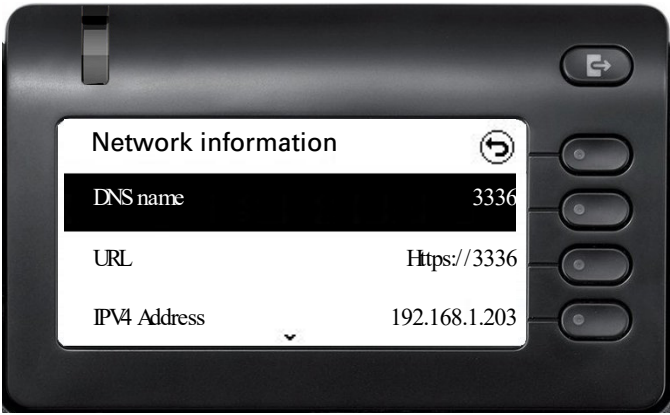 Network information
DNS name 3336
URL Https://3336
IPV4 Address 192.168.1.203